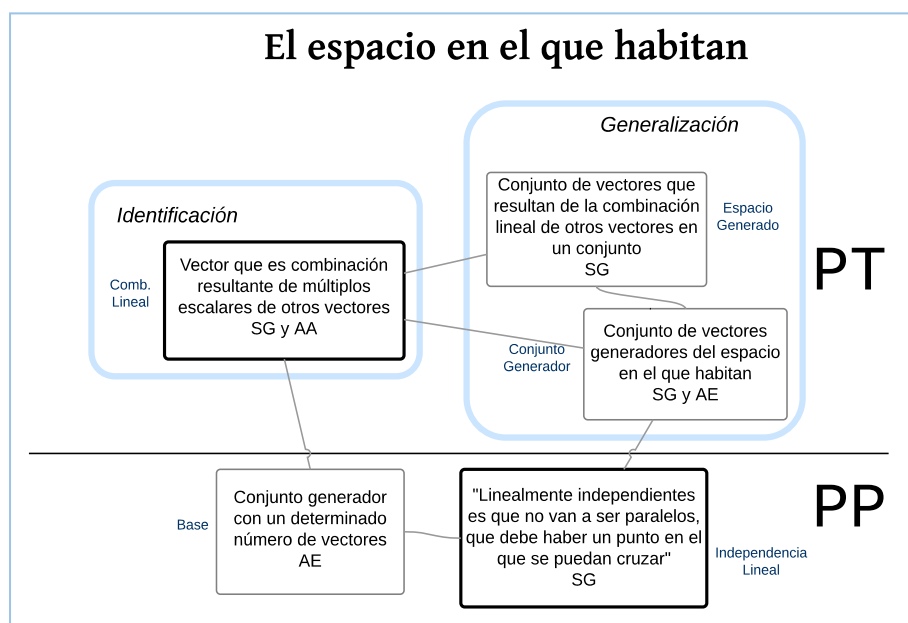 El espacio en el que habitan
Generalización
Identificación
Conjunto de vectores que
resultan de la combinación
lineal de otros vectores en
un conjunto
SG
Espacio
Generado
PT
Comb.
Lineal
Vector que es combinación
resultante de múltiplos
escalares de otros vectores
SG y AA
Conjunto
Generador
Conjunto de vectores
generadores del espacio
en el que habitan
SG y AE
PP
Base
Conjunto generador
con un determinado
número de vectores
AE
"Linealmente independientes
es que no van a ser paralelos,
que debe haber un punto en el
que se puedan cruzar"
SG
Independencia
Lineal